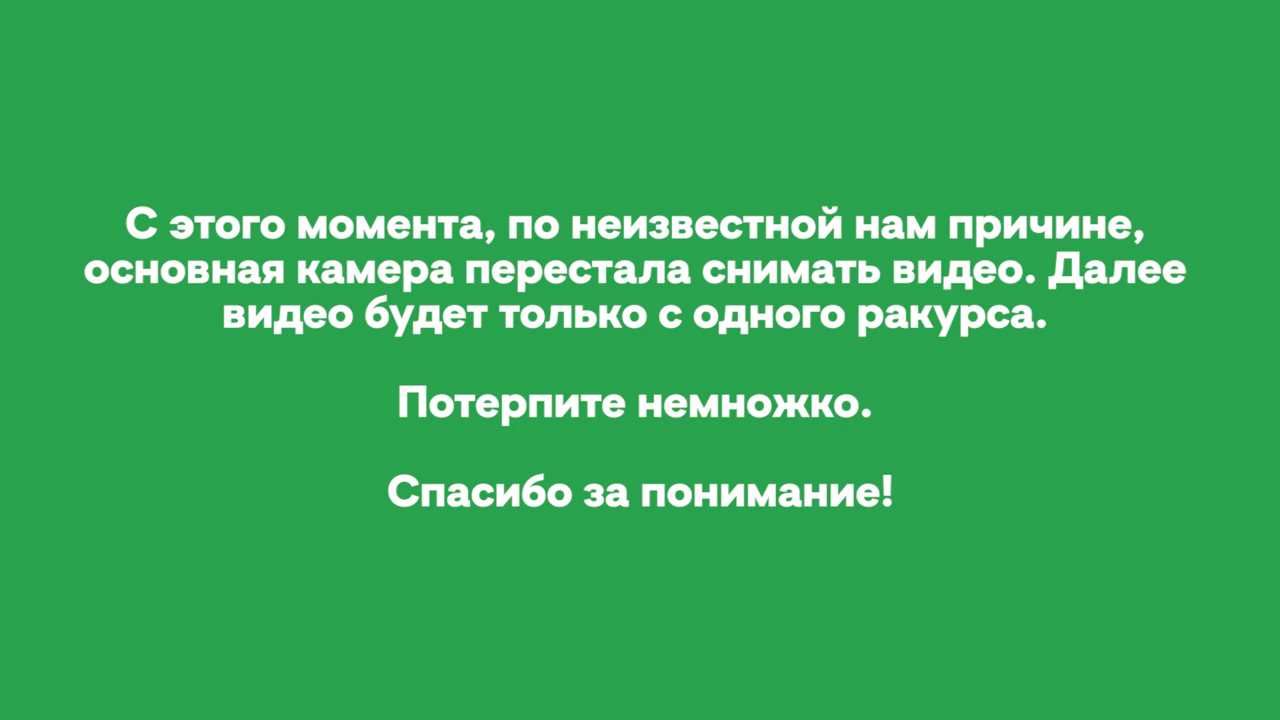 С этого момента, по неизвестной нам причине,
основная камера перестала снимать видео. Далее
видео будет только с одного ракурса.
Потерпите немножко.
Спасибо за понимание!